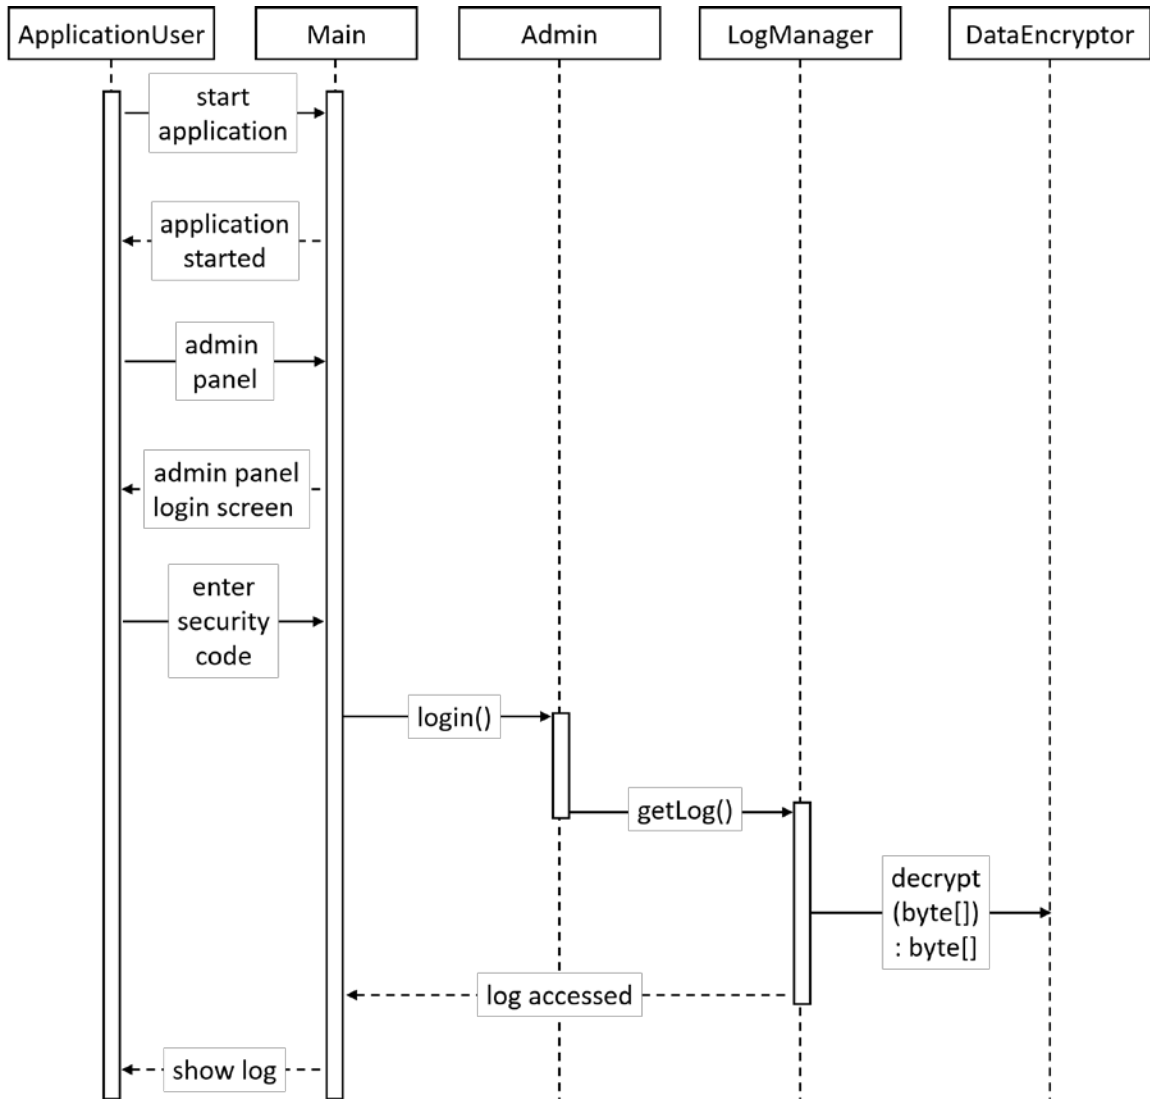 ApplicationUser
Main
Admin
LogManager
DataEncryptor
start
application
application
started
admin
panel
admin panel
login screen
enter
security
code
login()
getLog()
decrypt
(byte[])
: byte[]
log accessed
show log